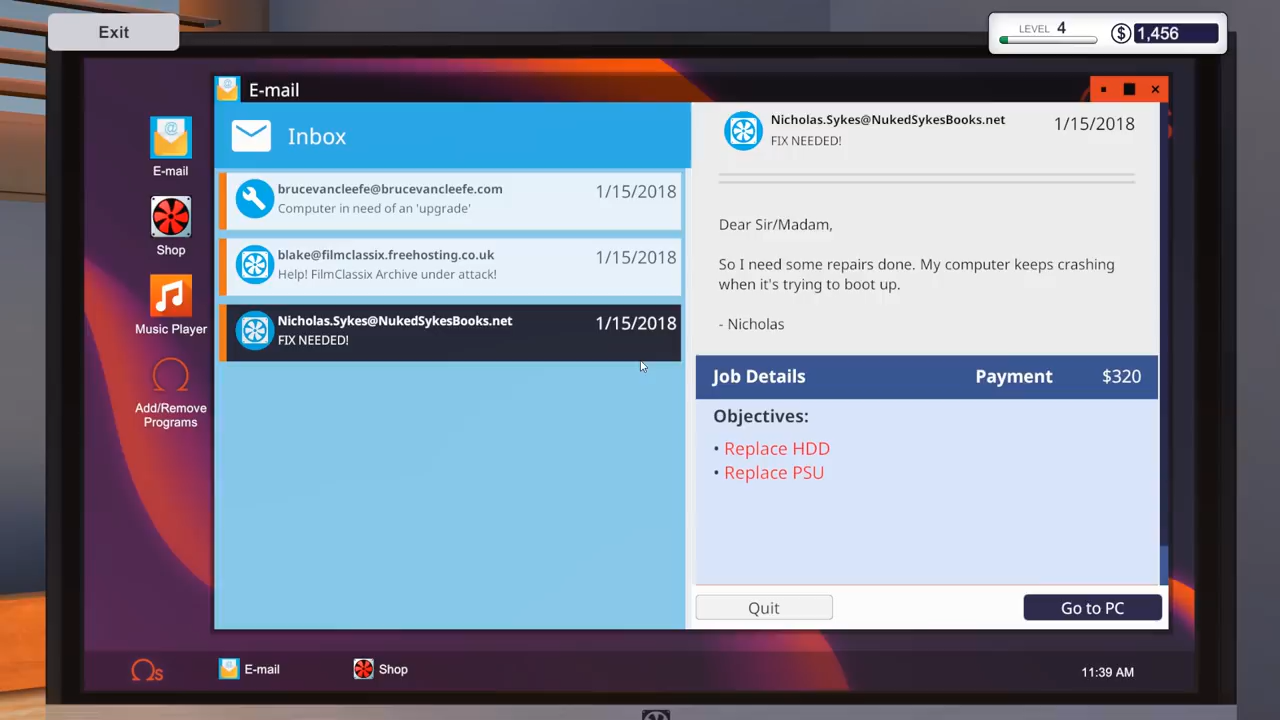 Exit
LEVEL 4
$ 1,456
E-mail
Shop
Music Player
Add/Remove
Programs
E-mail
Inbox
brucevancleefe@brucevancleefe.com
1/15/2018
Computer in need of an 'upgrade'
blake@filmclassix.freehosting.co.uk
1/15/2018
Help! FilmClassix Archive under attack!
Nicholas.Sykes@NukedSykesBooks.net
1/15/2018
FIX NEEDED!
Nicholas.Sykes@NukedSykesBooks.net
1/15/2018
FIX NEEDED!
Dear Sir/Madam,
So I need some repairs done. My computer keeps crashing
when it's trying to boot up.
- Nicholas
Job Details
Payment
$320
Objectives:
• Replace HDD
• Replace PSU
Quit
Go to PC
Ωs
E-mail
Shop
11:39 AM